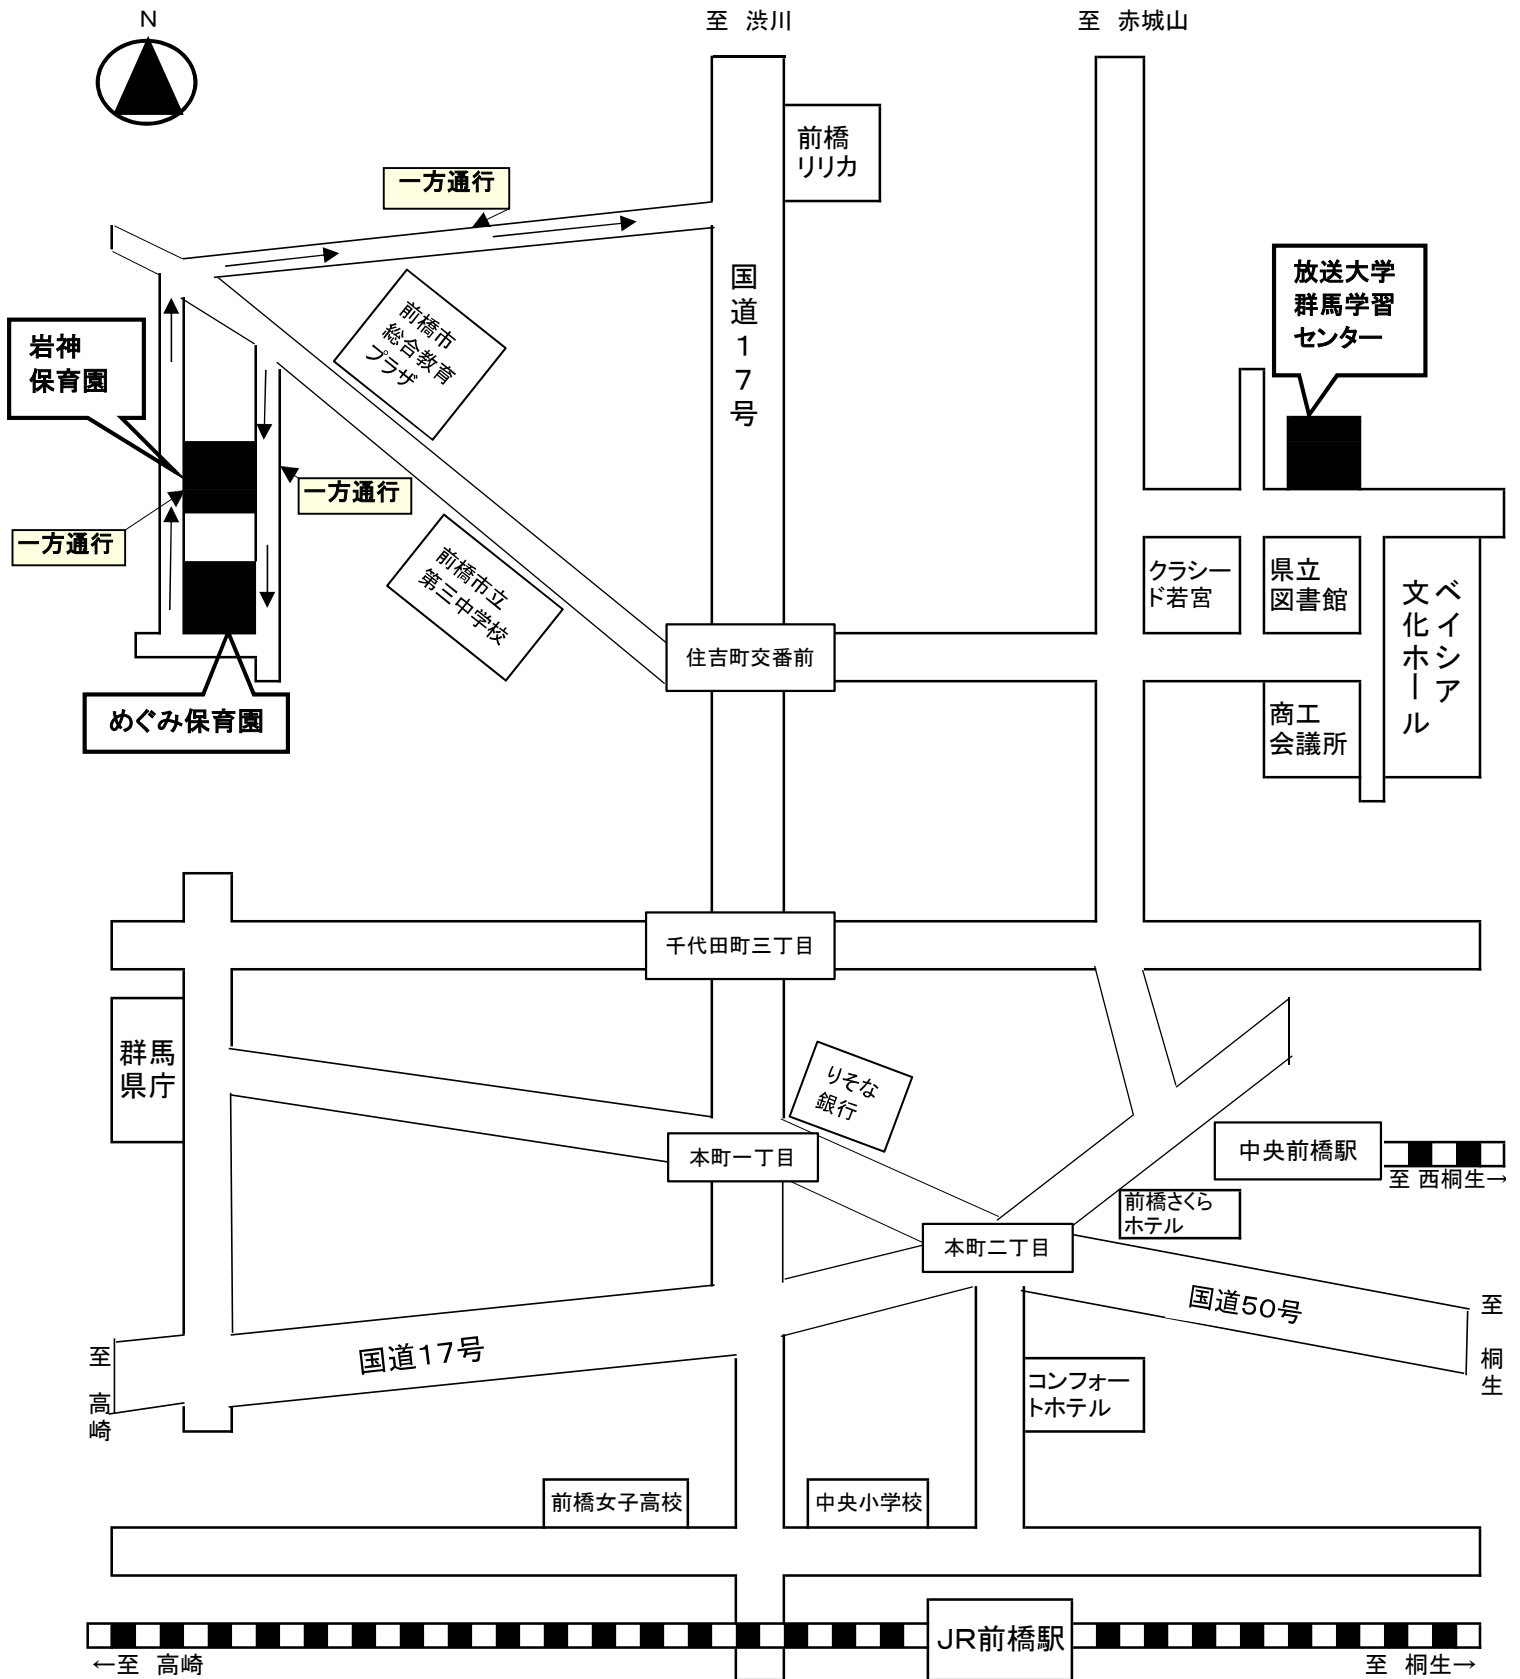 N
至 渋川
至 赤城山
前橋
リリカ
一方通行
国道17号
放送大学
群馬学習
センター
岩神
保育園
前橋市
総合教育
プラザ
一方通行
一方通行
前橋市立
第三中学校
クラシー
ド若宮
県立
図書館
ベイシア
文化ホール
住吉町交番前
めぐみ保育園
商工
会議所
千代田町三丁目
群馬
県庁
りそな
銀行
本町一丁目
中央前橋駅
至 西桐生→
前橋さくら
ホテル
本町二丁目
国道50号
至 桐生
国道17号
至 高崎
コンフォー
トホテル
前橋女子高校
中央小学校
JR前橋駅
←至 高崎
至 桐生→